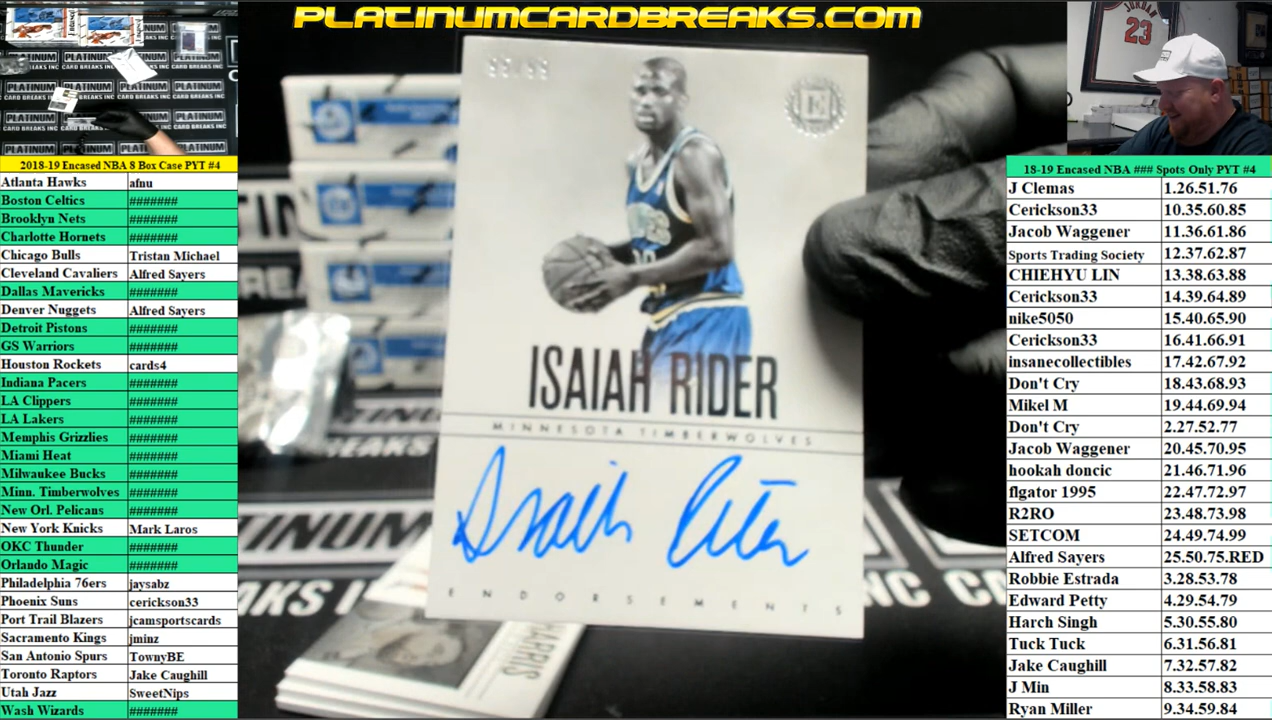 PLATINUMCARDBREAKS.COM
JORDAN
23
PLATINUM
CARD BREAKS INC
2018-19 Encased NBA 8 Box Case PYT #4
Atlanta Hawks afnu
Boston Celtics #######
Brooklyn Nets #######
Charlotte Hornets #######
Chicago Bulls Tristan Michael
Cleveland Cavaliers Alfred Sayers
Dallas Mavericks #######
Denver Nuggets Alfred Sayers
Detroit Pistons #######
GS Warriors #######
Houston Rockets cards4
Indiana Pacers #######
LA Clippers #######
LA Lakers #######
Memphis Grizzlies #######
Miami Heat #######
Milwaukee Bucks #######
Minn. Timberwolves #######
New Orl. Pelicans #######
New York Knicks Mark Laros
OKC Thunder #######
Orlando Magic #######
Philadelphia 76ers jaysabz
Phoenix Suns cerickson33
Port Trail Blazers jcamsportscards
Sacramento Kings jminz
San Antonio Spurs TownyBE
Toronto Raptors Jake Caughill
Utah Jazz SweetNips
Wash Wizards #######
E
ISAIAH RIDER
MINNESOTA TIMBERWOLVES
Isaiah Rider
ENDORSEMENTS
HARRIS
18-19 Encased NBA ### Spots Only PYT #4
J Clemas 1.26.51.76
Cerickson33 10.35.60.85
Jacob Waggener 11.36.61.86
Sports Trading Society 12.37.62.87
CHIEHYU LIN 13.38.63.88
Cerickson33 14.39.64.89
nike5050 15.40.65.90
Cerickson33 16.41.66.91
insanecollectibles 17.42.67.92
Don't Cry 18.43.68.93
Mikel M 19.44.69.94
Don't Cry 2.27.52.77
Jacob Waggener 20.45.70.95
hookah doncic 21.46.71.96
flgator 1995 22.47.72.97
R2RO 23.48.73.98
SETCOM 24.49.74.99
Alfred Sayers 25.50.75.RED
Robbie Estrada 3.28.53.78
Edward Petty 4.29.54.79
Harch Singh 5.30.55.80
Tuck Tuck 6.31.56.81
Jake Caughill 7.32.57.82
J Min 8.33.58.83
Ryan Miller 9.34.59.84